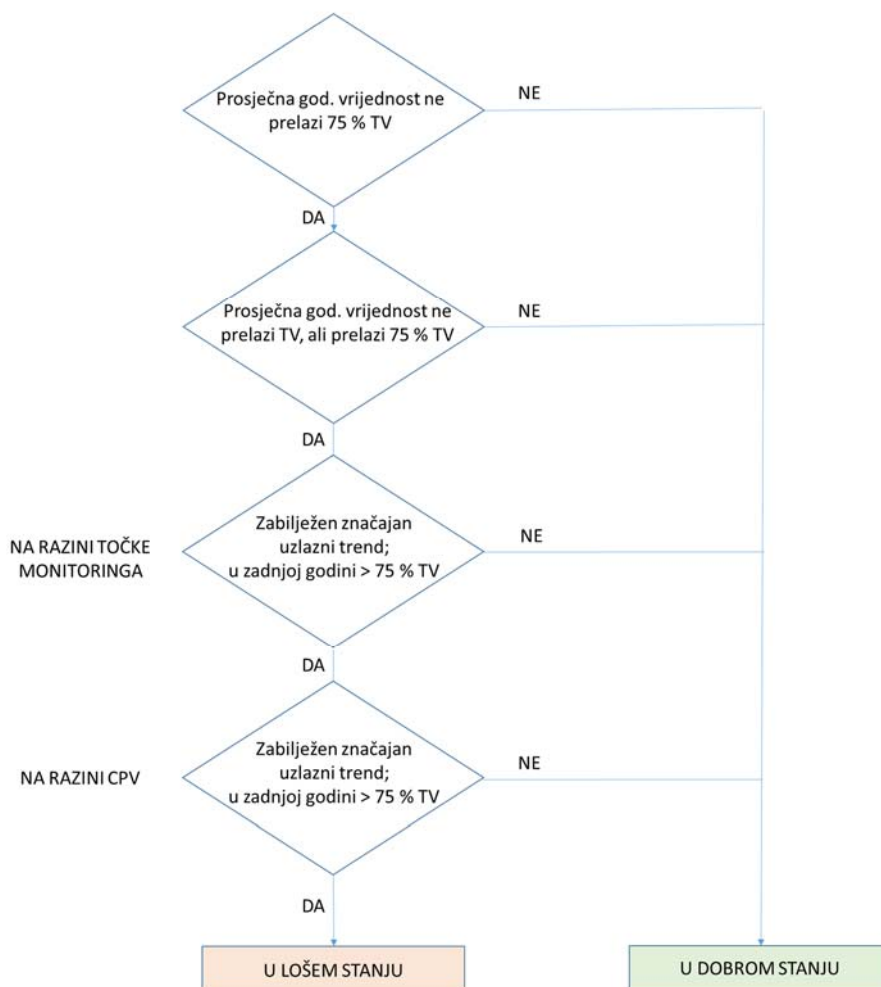 Prosječna god. vrijednost ne
prelazi 75 % TV
NE
DA
Prosječna god. vrijednost ne
prelazi TV, ali prelazi 75 % TV
NE
DA
NA RAZINI TOČKE
MONITORINGA
Zabilježen značajan
uzlazni trend;
u zadnjoj godini > 75 % TV
NE
DA
NA RAZINI CPV
Zabilježen značajan
uzlazni trend;
u zadnjoj godini > 75 % TV
NE
DA
U LOŠEM STANJU
U DOBROM STANJU